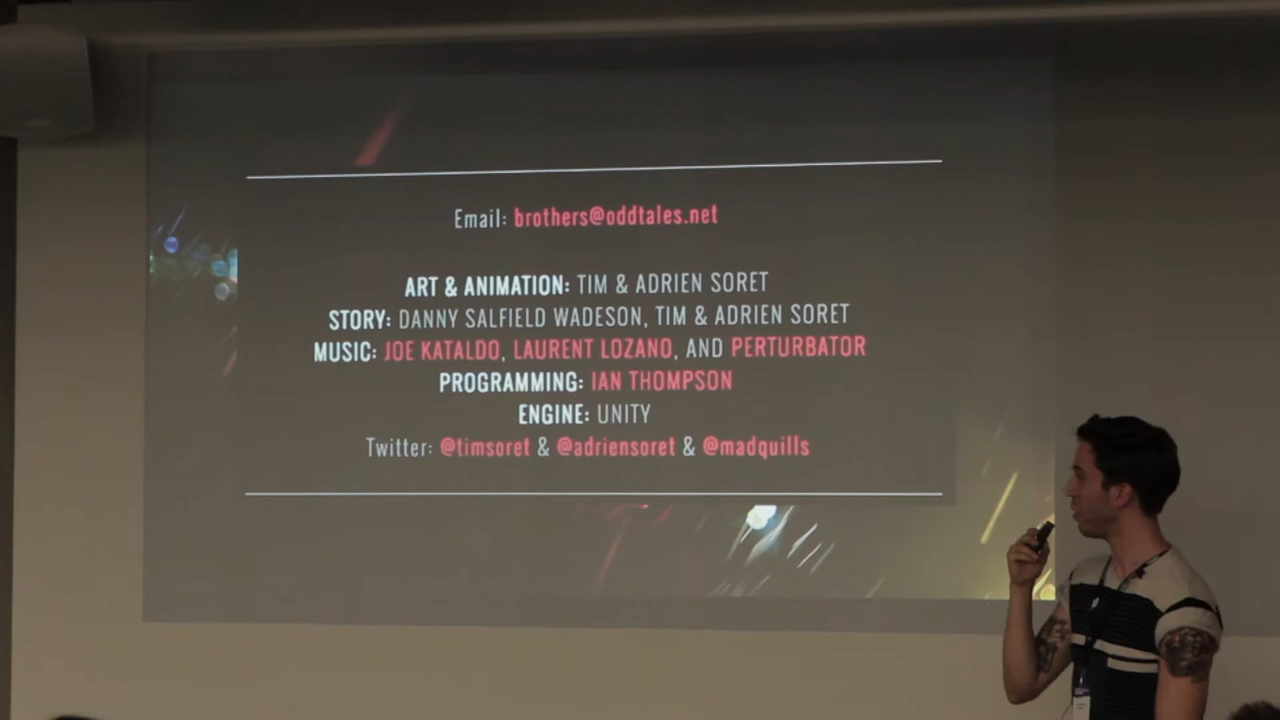 Email: brothers@oddtales.net
ART & ANIMATION: TIM & ADRIEN SORET
STORY: DANNY SALFIELD WADESON, TIM & ADRIEN SORET
MUSIC: JOE KATALDO, LAURENT LOZANO, AND PERTURBATOR
PROGRAMMING: IAN THOMPSON
ENGINE: UNITY
Twitter: @timsoret & @adriensoret & @madquills